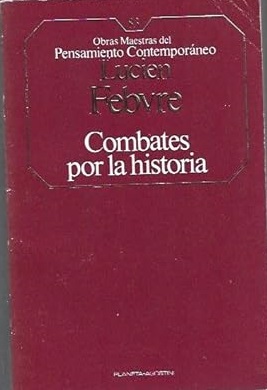 53
Obras Maestras del
Pensamiento Contemporáneo
Lucien
Febvre
Combates
por la historia
PLANETA-AGOSTINI